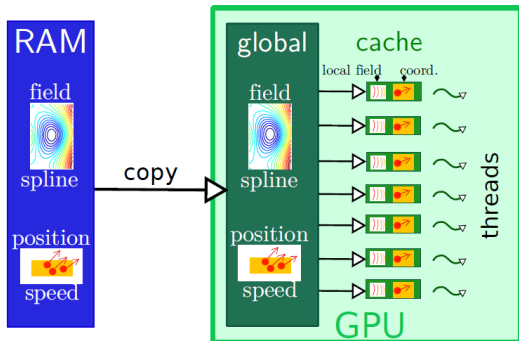 RAM
field
spline
position
speed
copy
global
field
spline
position
speed
cache
local field
coord.
threads
GPU